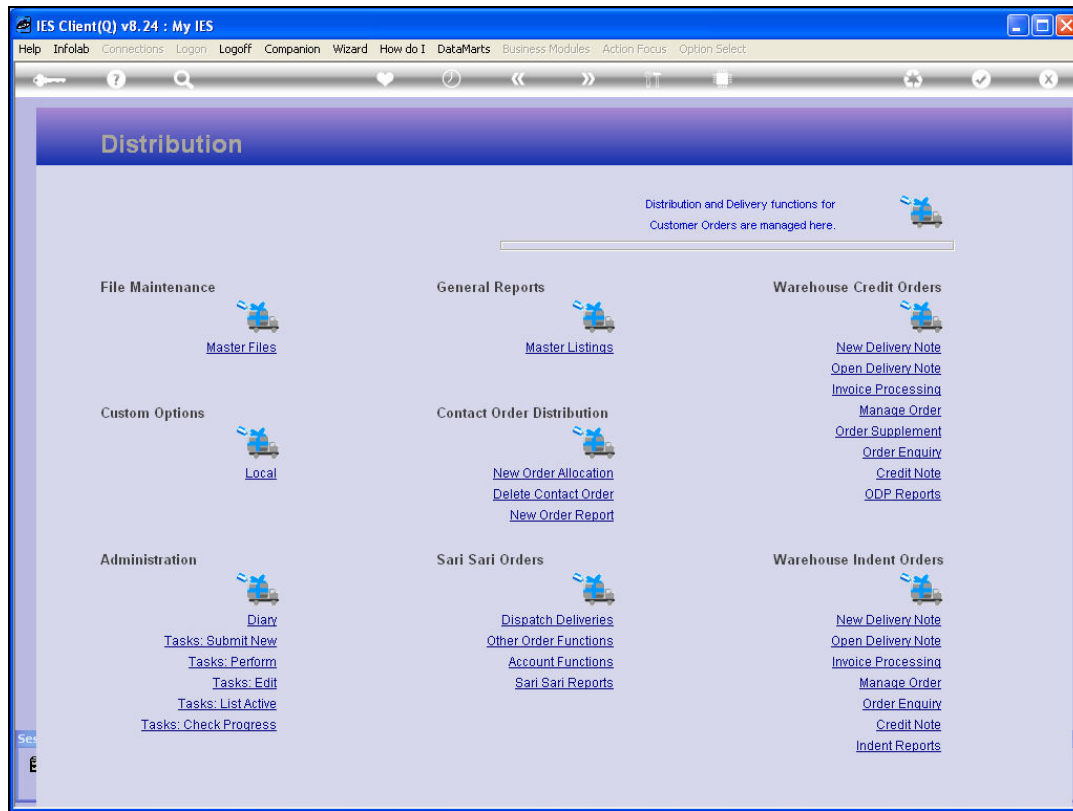 IES Client(Q) v8.24 : My IES
Help Infolab Connections Logon Logoff Companion Wizard How do I DataMarts Business Modules Action Focus Option Select
Distribution
Distribution and Delivery functions for
Customer Orders are managed here.
File Maintenance
Master Files
General Reports
Master Listings
Warehouse Credit Orders
New Delivery Note
Open Delivery Note
Invoice Processing
Manage Order
Order Supplement
Order Enquiry
Credit Note
ODP Reports
Custom Options
Local
Contact Order Distribution
New Order Allocation
Delete Contact Order
New Order Report
Administration
Diary
Tasks: Submit New
Tasks: Perform
Tasks: Edit
Tasks: List Active
Tasks: Check Progress
Sari Sari Orders
Dispatch Deliveries
Other Order Functions
Account Functions
Sari Sari Reports
Warehouse Indent Orders
New Delivery Note
Open Delivery Note
Invoice Processing
Manage Order
Order Enquiry
Credit Note
Indent Reports